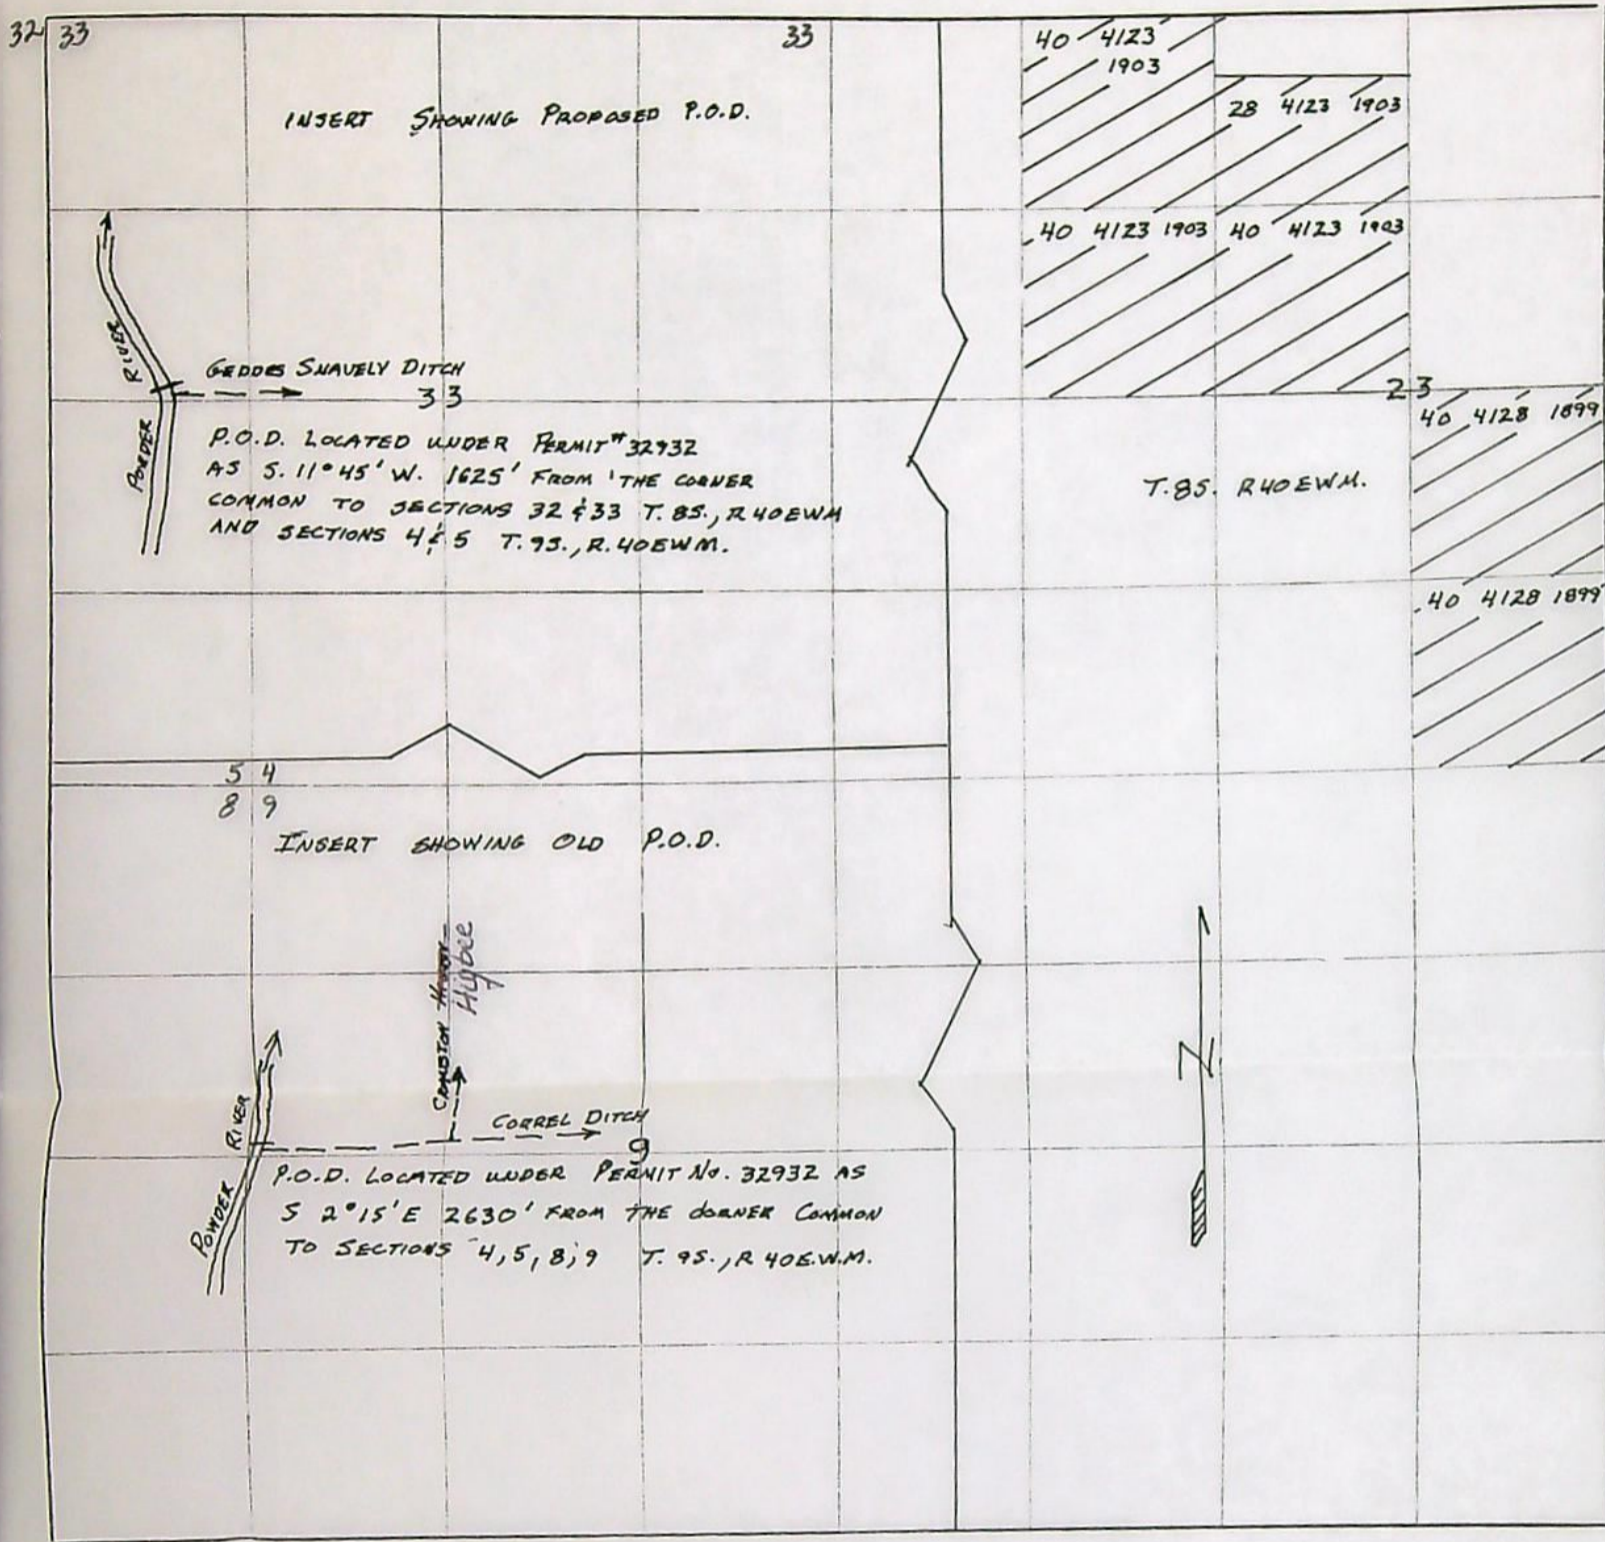 32 33
33
INSERT SHOWING PROPOSED P.O.D.
RIVER
POWDER
GEDDES SNAVELY DITCH
33
P.O.D. LOCATED UNDER PERMIT # 32932
AS S. 11°45' W. 1625' FROM THE CORNER
COMMON TO SECTIONS 32 & 33 T. 8S., R 40EWM
AND SECTIONS 4 & 5 T. 9S., R. 40EWM.
40 4123
1903
28 4123 1903
40 4123 1903 40 4123 1903
23
40 4128 1899
T.8S. R40EWM.
40 4128 1899
5 4
8 9
INSERT SHOWING OLD P.O.D.
Higbee
N
RIVER
POWDER
CORREL DITCH
9
P.O.D. LOCATED UNDER PERMIT No. 32932 AS
S 2°15' E 2630' FROM THE CORNER COMMON
TO SECTIONS 4, 5, 8, 9 T. 9S., R 40E.W.M.